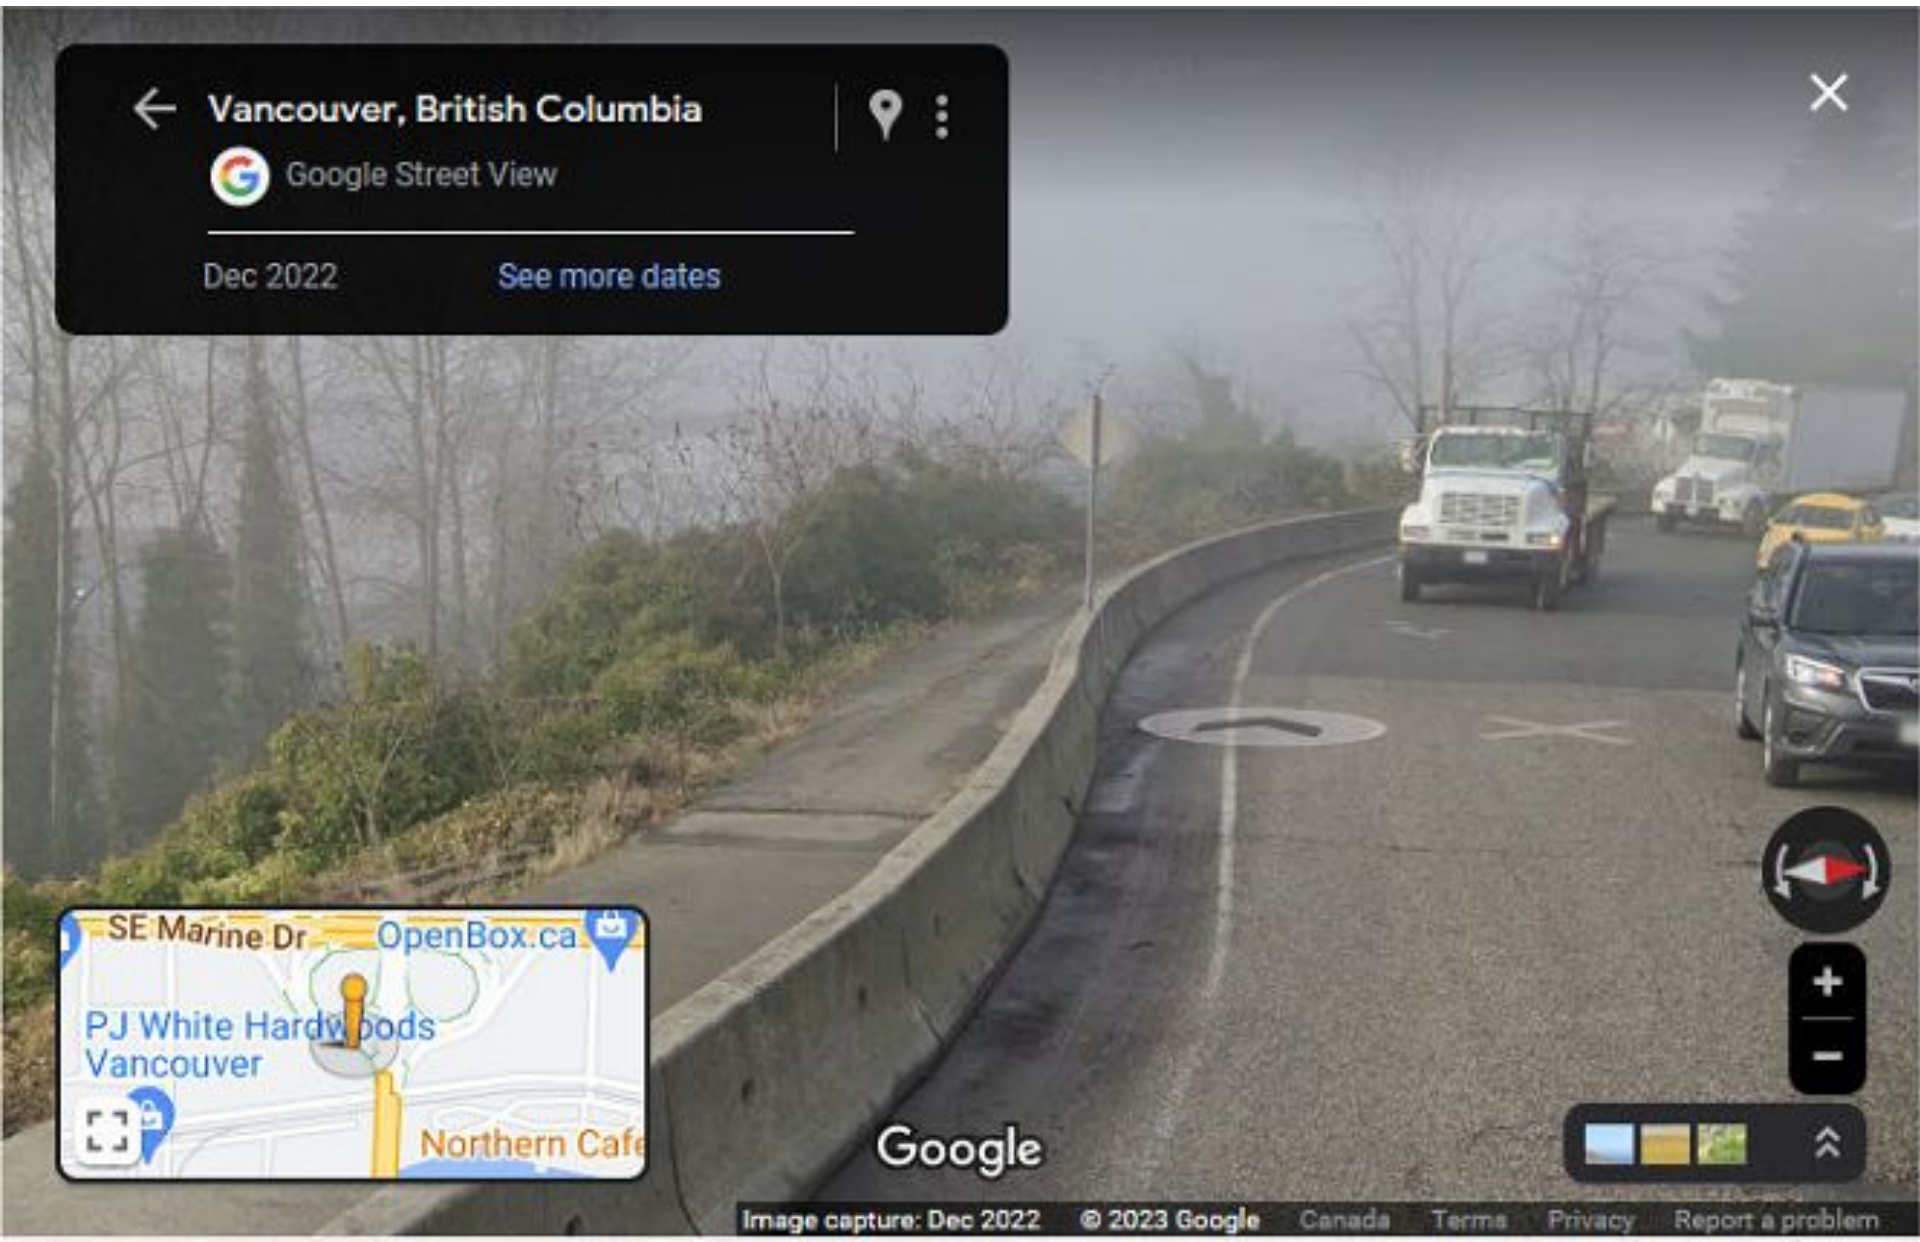 Vancouver, British Columbia
Google Street View
Dec 2022 See more dates
SE Marine Dr
OpenBox.ca
PJ White Hardwoods
Vancouver
Northern Cafe
Google
Image capture: Dec 2022 © 2023 Google Canada Terms Privacy Report a problem